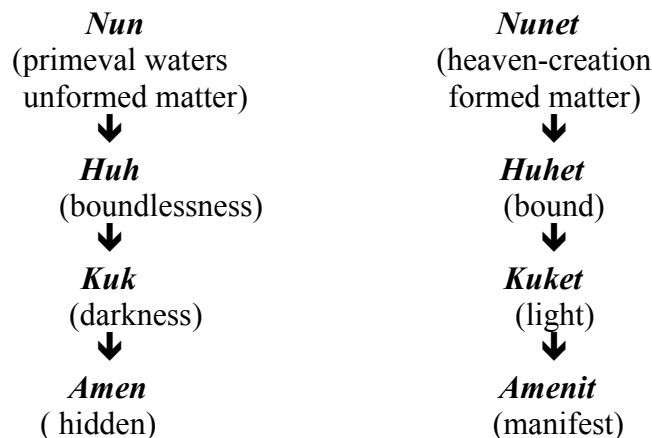 Nun
(primeval waters
unformed matter)
Huh
(boundlessness)
Kuk
(darkness)
Amen
( hidden)
Nunet
(heaven-creation
formed matter)
Huhet
(bound)
Kuket
(light)
Amenit
(manifest)